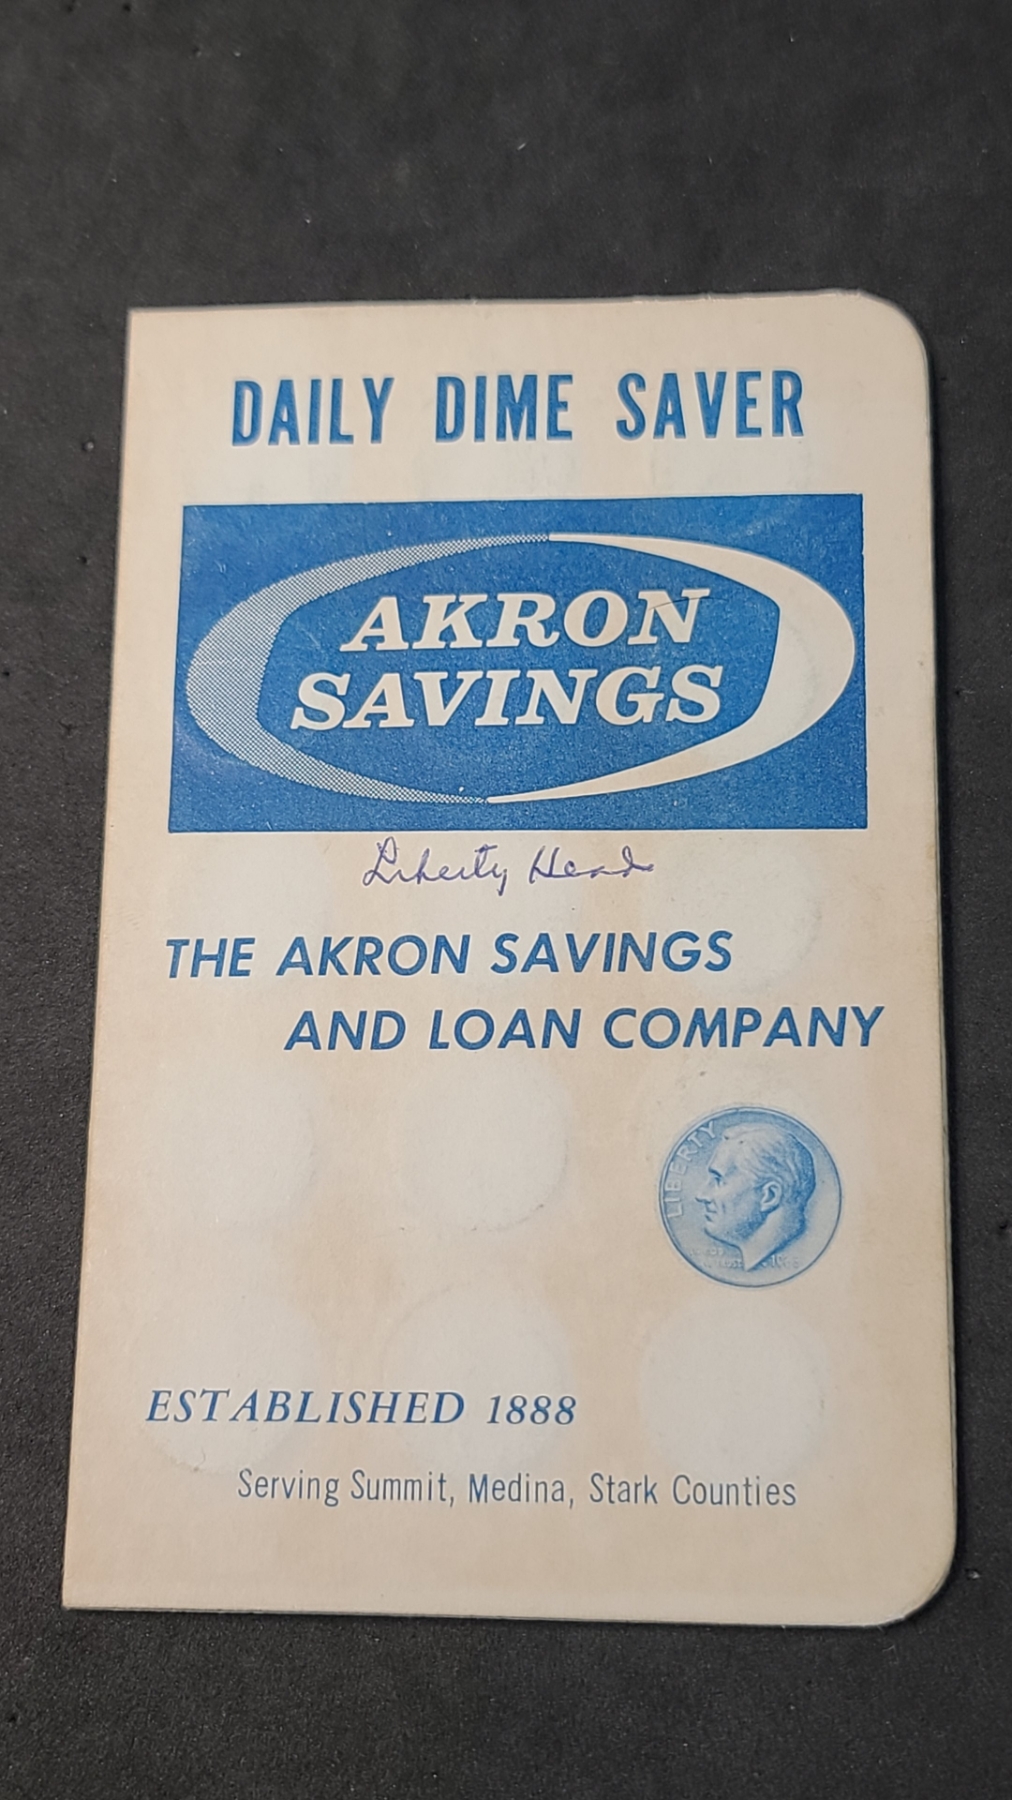 DAILY DIME SAVER
AKRON
SAVINGS
Liberty Head
THE AKRON SAVINGS
AND LOAN COMPANY
LIBERTY
ESTABLISHED 1888
Serving Summit, Medina, Stark Counties